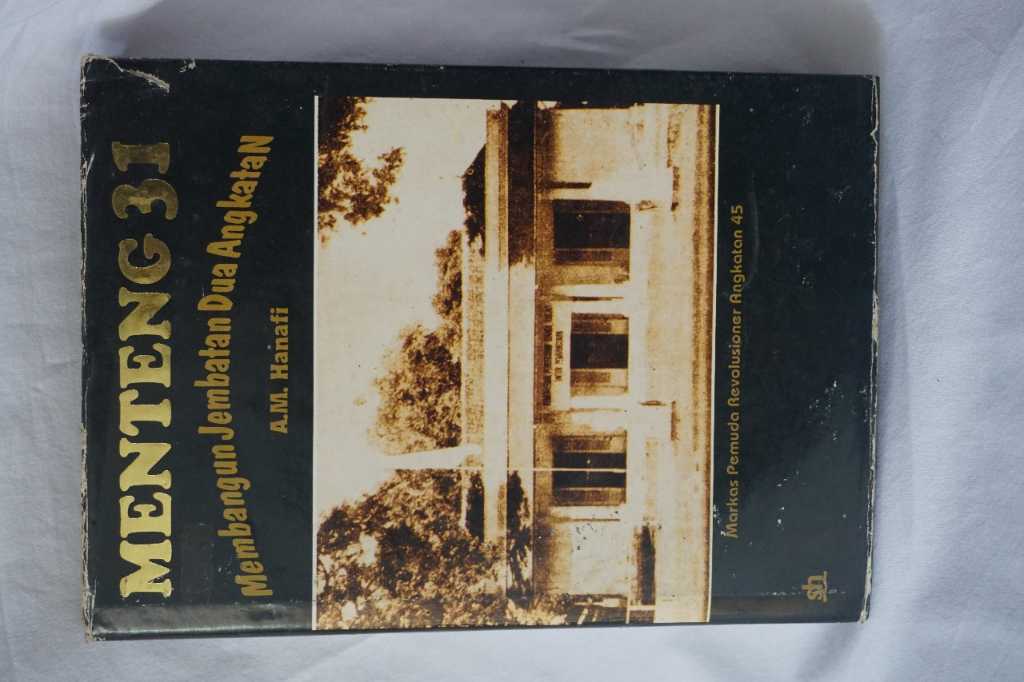 MENTENG 31
Membangun Jembatan Dua AngkataN
A.M. Hanafi
Markas Pemuda Revolusioner Angkatan 45
sh